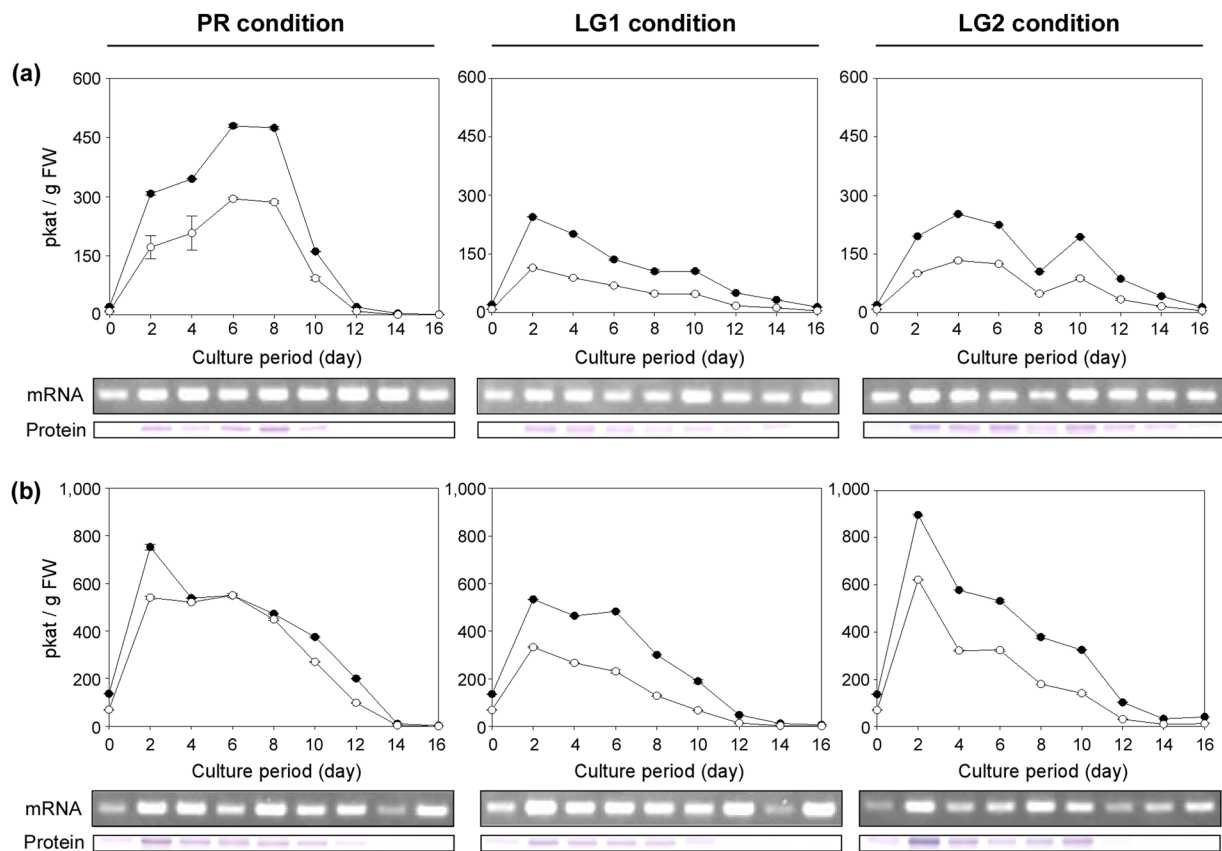 PR condition LG1 condition LG2 condition
(a)
600 600 600
450 450 450
300 300 300
150 150 150
0 0 0
pkat / g FW
0 2 4 6 8 10 12 14 16 0 2 4 6 8 10 12 14 16 0 2 4 6 8 10 12 14 16
Culture period (day) Culture period (day) Culture period (day)
mRNA
Protein
(b)
1,000 1,000 1,000
800 800 800
600 600 600
400 400 400
200 200 200
0 0 0
pkat / g FW
0 2 4 6 8 10 12 14 16 0 2 4 6 8 10 12 14 16 0 2 4 6 8 10 12 14 16
Culture period (day) Culture period (day) Culture period (day)
mRNA
Protein